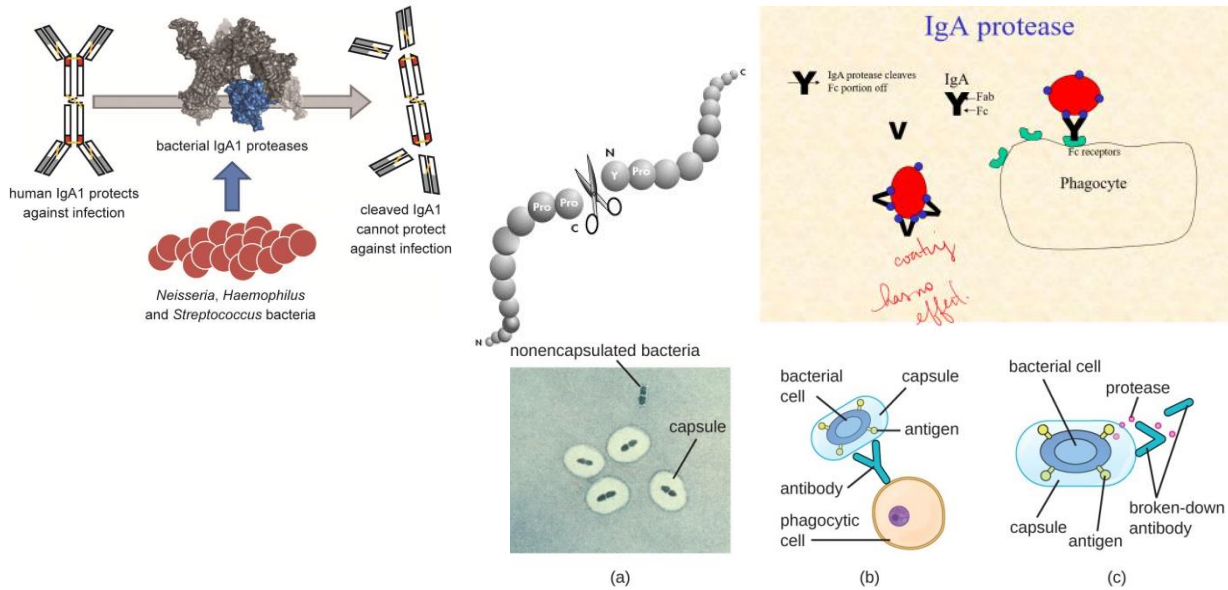 bacterial IgA1 proteases
human IgA1 protects
against infection
cleaved IgA1
cannot protect
against infection
Neisseria, Haemophilus
and Streptococcus bacteria
C
N
Y
Pro
Pro
Pro
C
N
IgA protease
IgA protease cleaves
Fc portion off
IgA
Fab
Fc
Fc receptors
Phagocyte
coating
has no
effect.
nonencapsulated bacteria
capsule
(a)
bacterial
cell
capsule
antigen
antibody
phagocytic
cell
(b)
bacterial cell
protease
capsule
antigen
broken-down
antibody
(c)